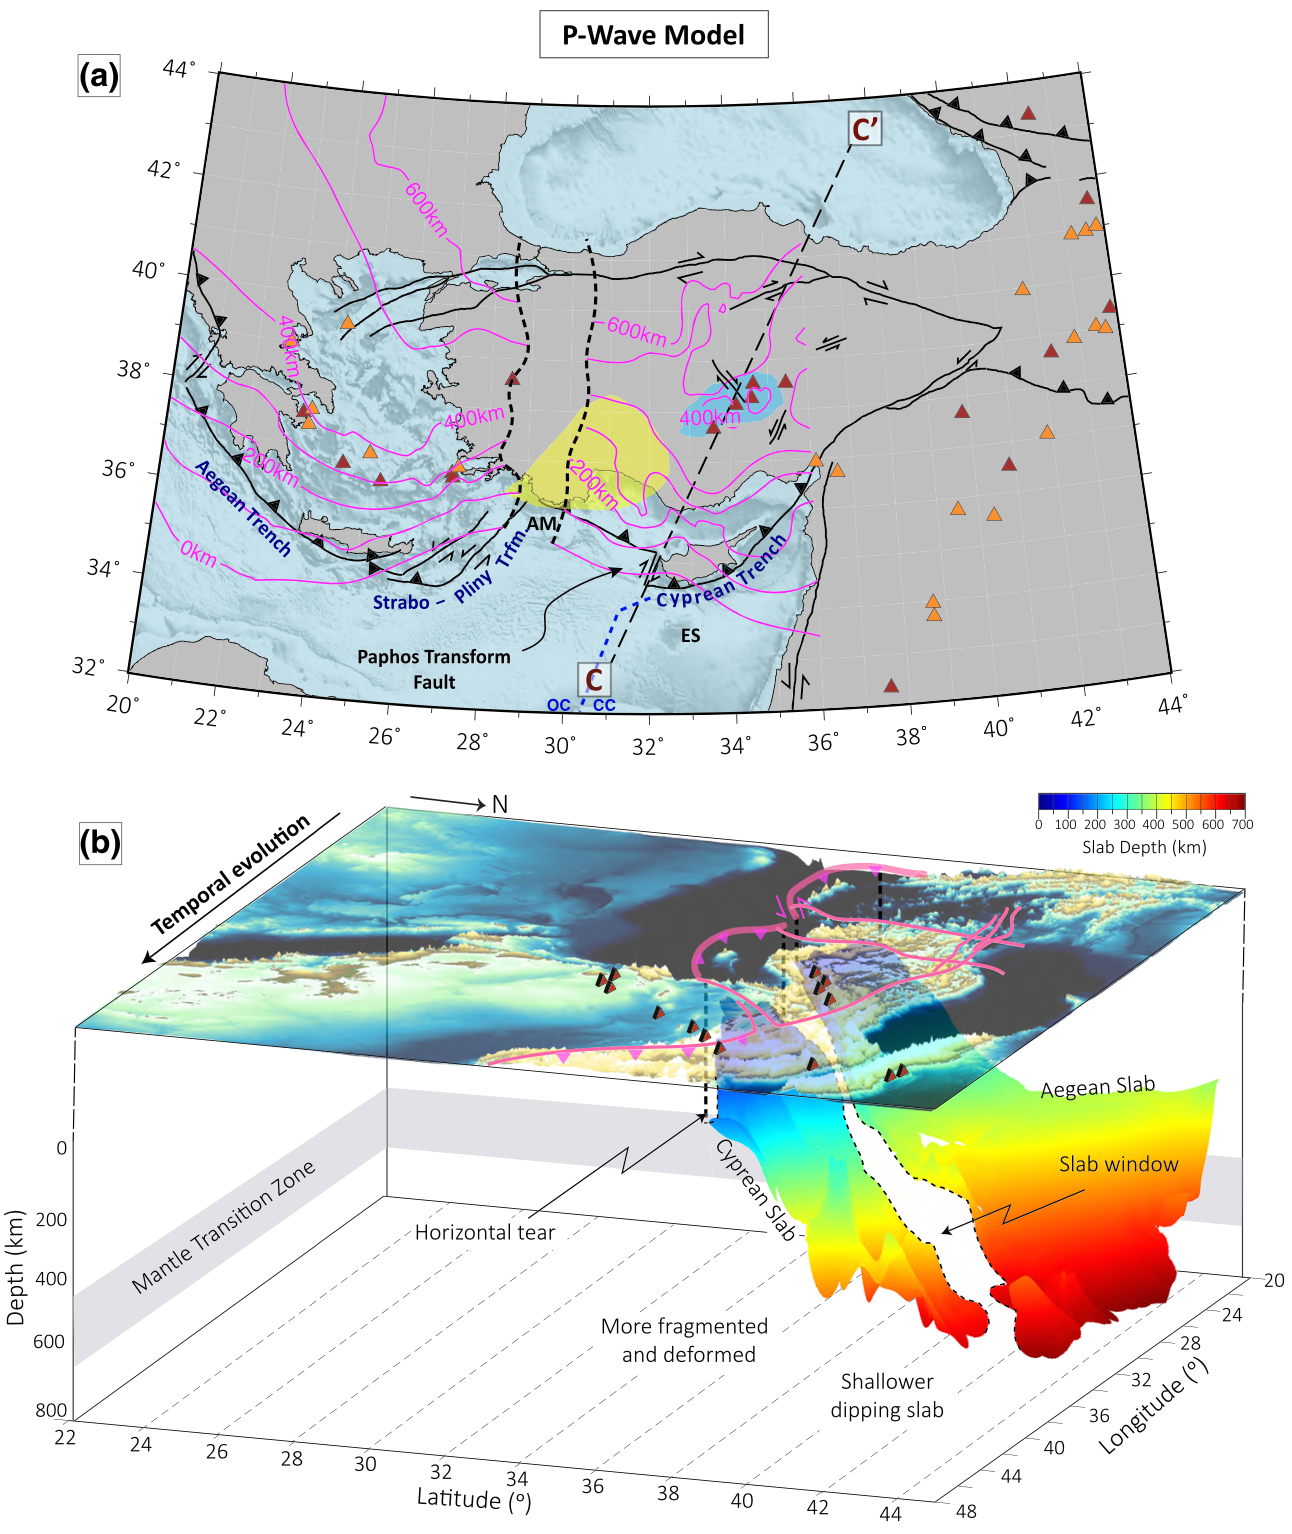 P-Wave Model
(a)
44°
42°
40°
38°
36°
34°
32°
20°
22°
24°
26°
28°
30°
32°
34°
36°
38°
40°
42°
44°
600km
400km
200km
0km
400km
600km
400km
200km
C'
C
Aegean Trench
Strabo – Pliny Trfm.
Cyprean Trench
AM
ES
Paphos Transform
Fault
OC CC
(b)
N
Temporal evolution
0 100 200 300 400 500 600 700
Slab Depth (km)
Aegean Slab
Slab window
Cyprean Slab
Horizontal tear
Mantle Transition Zone
More fragmented
and deformed
Shallower
dipping slab
Depth (km)
0
200
400
600
800
22
24
26
28
30
32
34
36
38
40
42
44
Latitude (°)
20
24
28
32
36
40
44
48
Longitude (°)